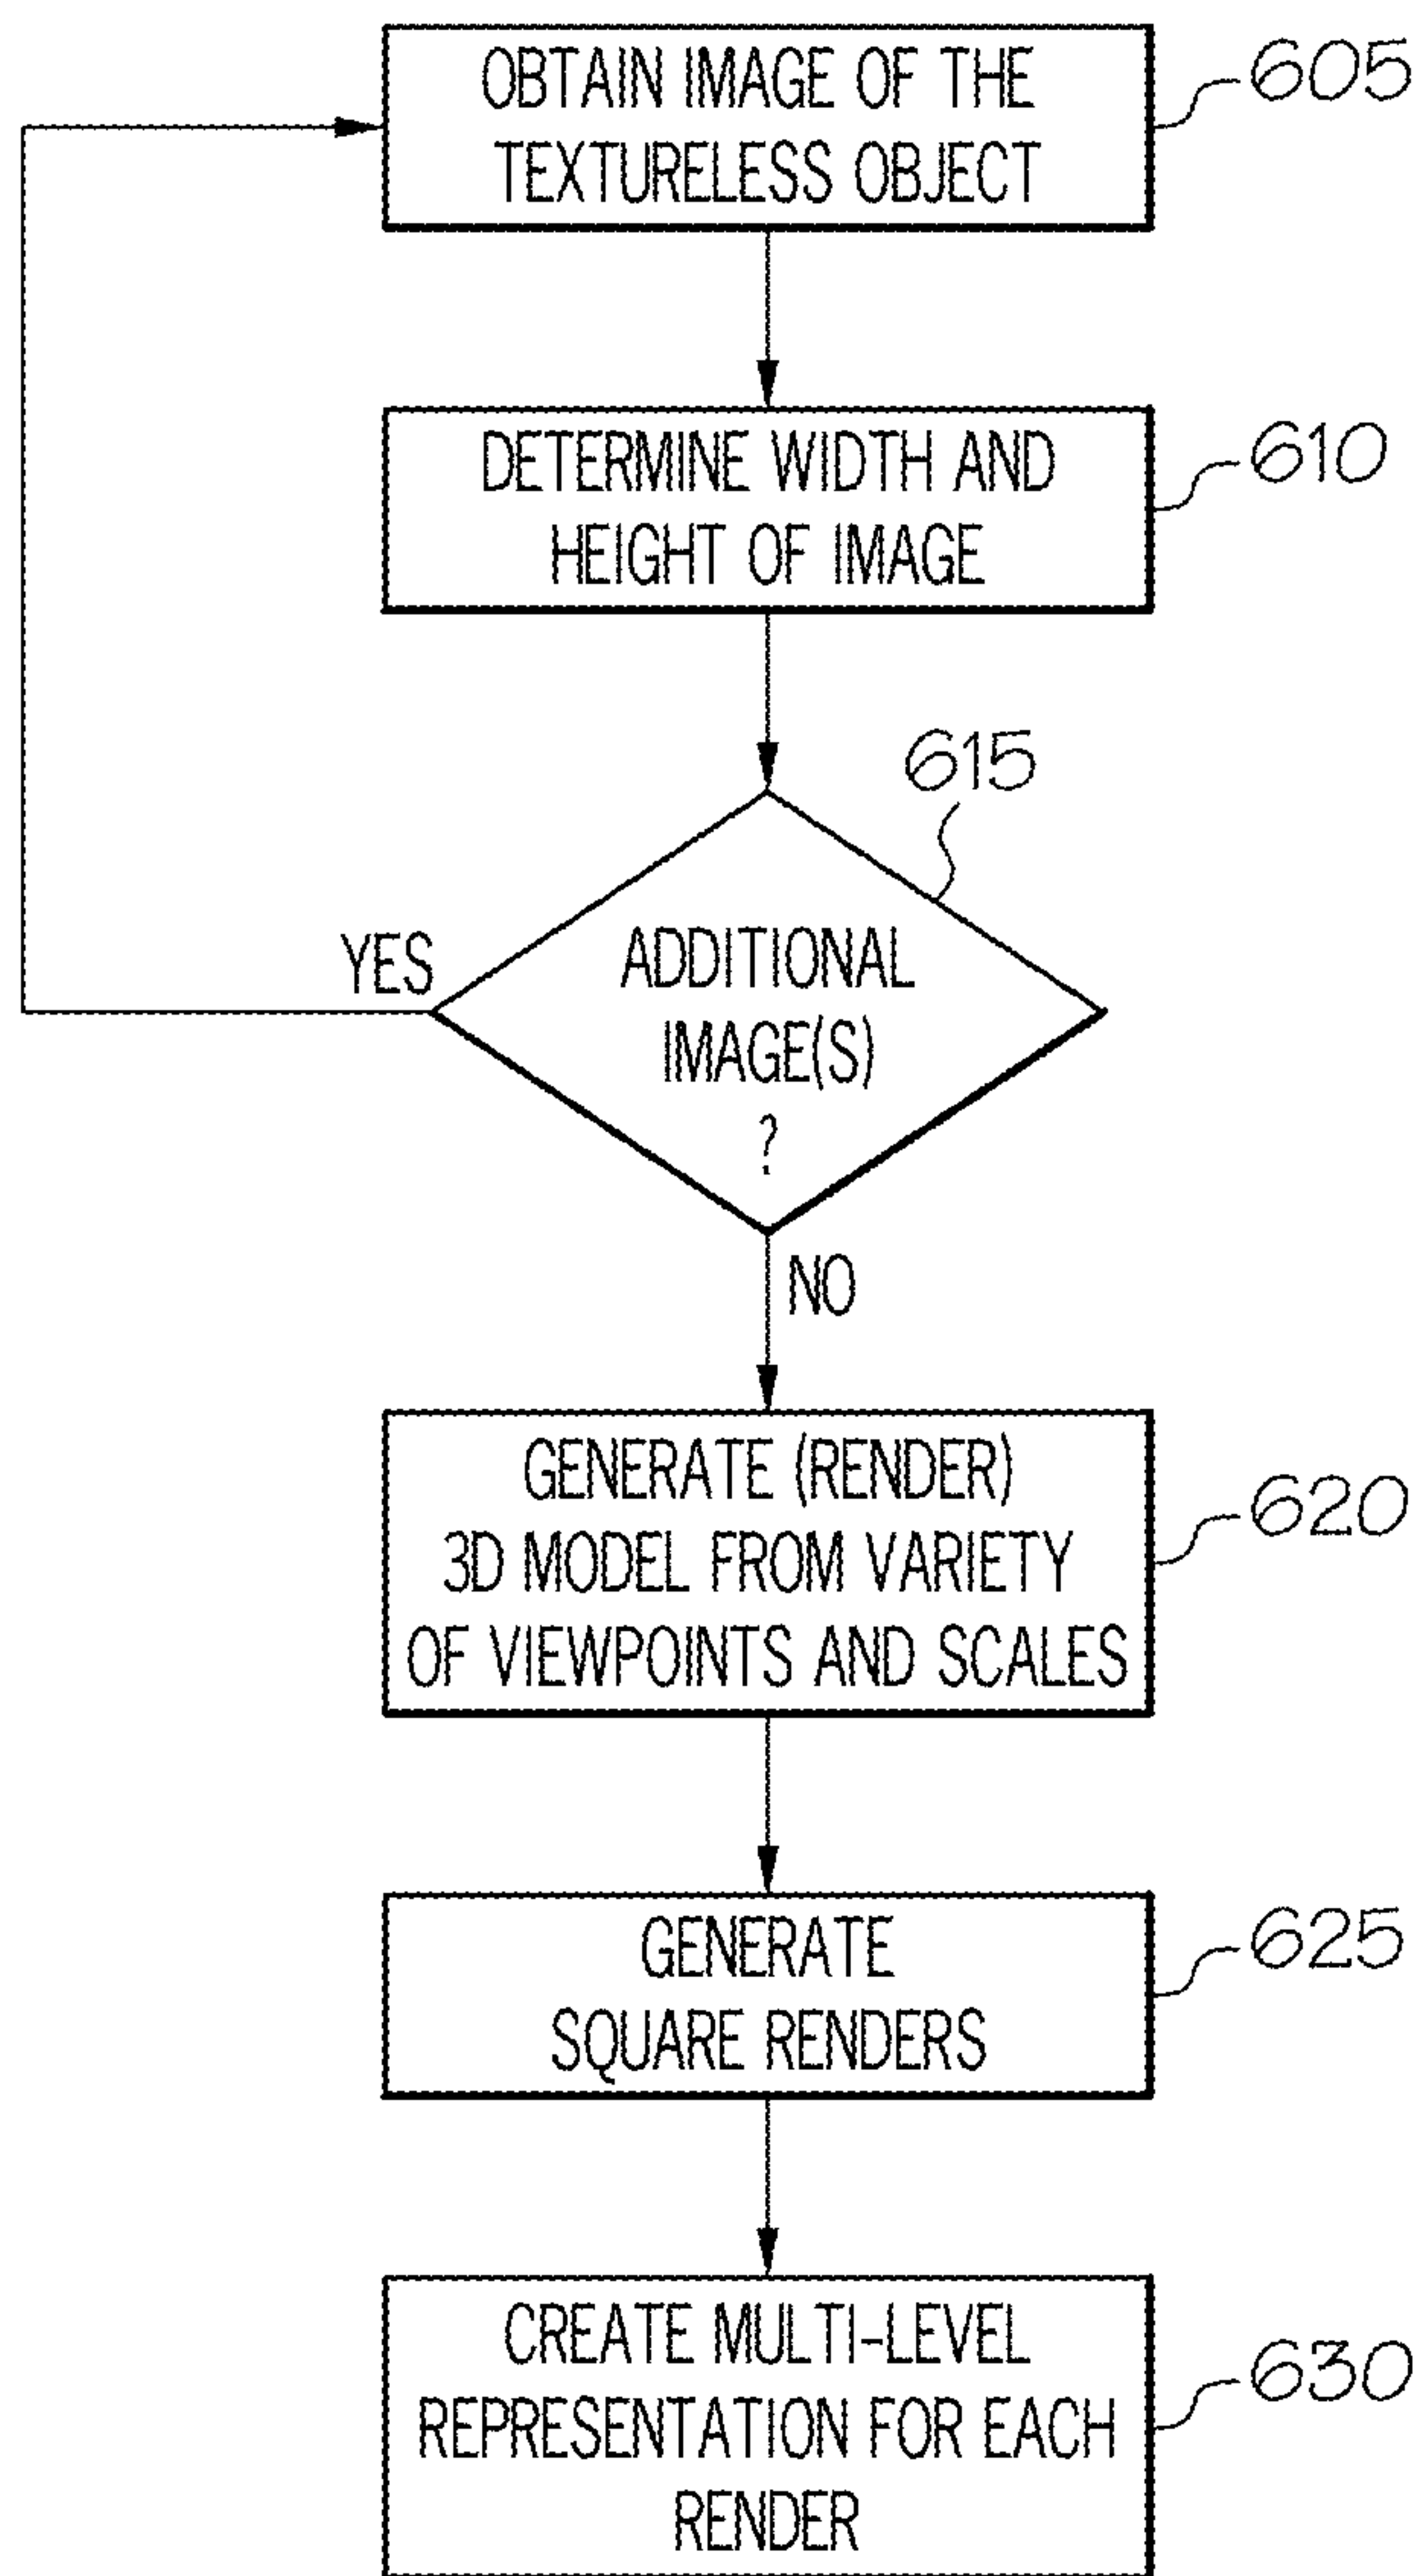 OBTAIN IMAGE OF THE
TEXTURELESS OBJECT
605
DETERMINE WIDTH AND
HEIGHT OF IMAGE
610
615
YES
ADDITIONAL
IMAGE(S)
?
NO
GENERATE (RENDER)
3D MODEL FROM VARIETY
OF VIEWPOINTS AND SCALES
620
GENERATE
SQUARE RENDERS
625
CREATE MULTI-LEVEL
REPRESENTATION FOR EACH
RENDER
630